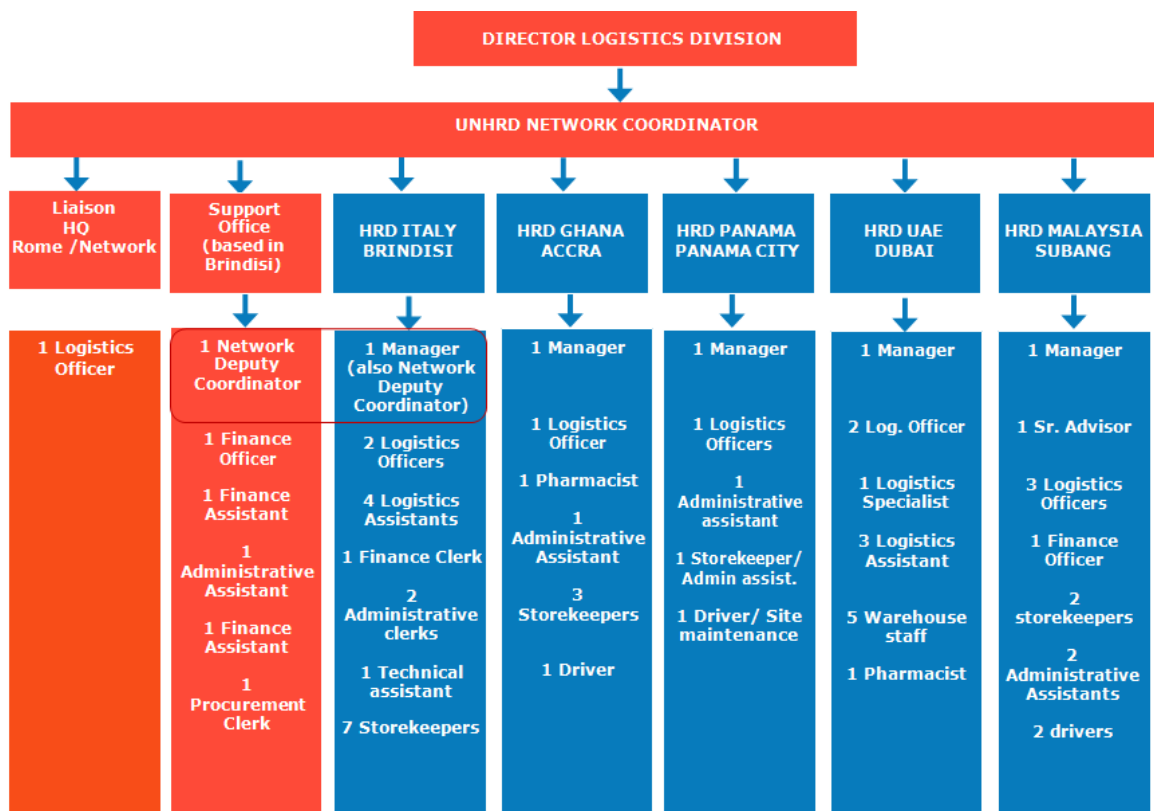 DIRECTOR LOGISTICS DIVISION
UNHRD NETWORK COORDINATOR
Liaison
HQ
Rome /Network
Support
Office
(based in
Brindisi)
HRD ITALY
BRINDISI
HRD GHANA
ACCRA
HRD PANAMA
PANAMA CITY
HRD UAE
DUBAI
HRD MALAYSIA
SUBANG
1 Logistics
Officer
1 Network
Deputy
Coordinator
1 Finance
Officer
1 Finance
Assistant
1
Administrative
Assistant
1 Finance
Assistant
1
Procurement
Clerk
1 Manager
(also Network
Deputy
Coordinator)
2 Logistics
Officers
4 Logistics
Assistants
1 Finance Clerk
2
Administrative
clerks
1 Technical
assistant
7 Storekeepers
1 Manager
1 Logistics
Officer
1 Pharmacist
1
Administrative
Assistant
3
Storekeepers
1 Driver
1 Manager
1 Logistics
Officers
1
Administrative
assistant
1 Storekeeper/
Admin assist.
1 Driver/ Site
maintenance
1 Manager
2 Log. Officer
1 Logistics
Specialist
3 Logistics
Assistant
5 Warehouse
staff
1 Pharmacist
1 Manager
1 Sr. Advisor
3 Logistics
Officers
1 Finance
Officer
2
storekeepers
2
Administrative
Assistants
2 drivers